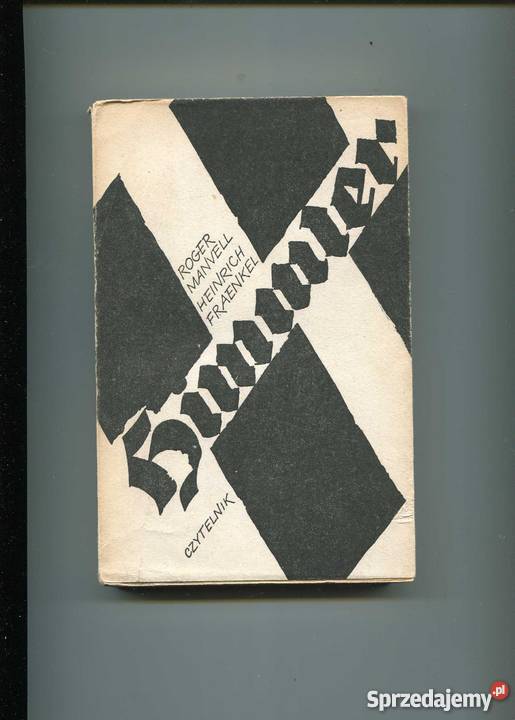 ROGER
MANVELL
HEINRICH
FRAENKEL
Himmler
CZYTELNIK
Sprzedajemy.pl